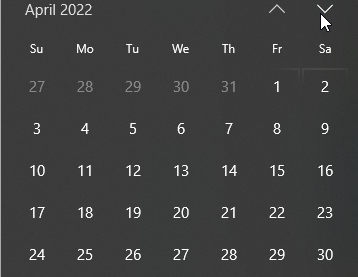 April 2022
Su Mo Tu We Th Fr Sa
27 28 29 30 31 1 2
3 4 5 6 7 8 9
10 11 12 13 14 15 16
17 18 19 20 21 22 23
24 25 26 27 28 29 30